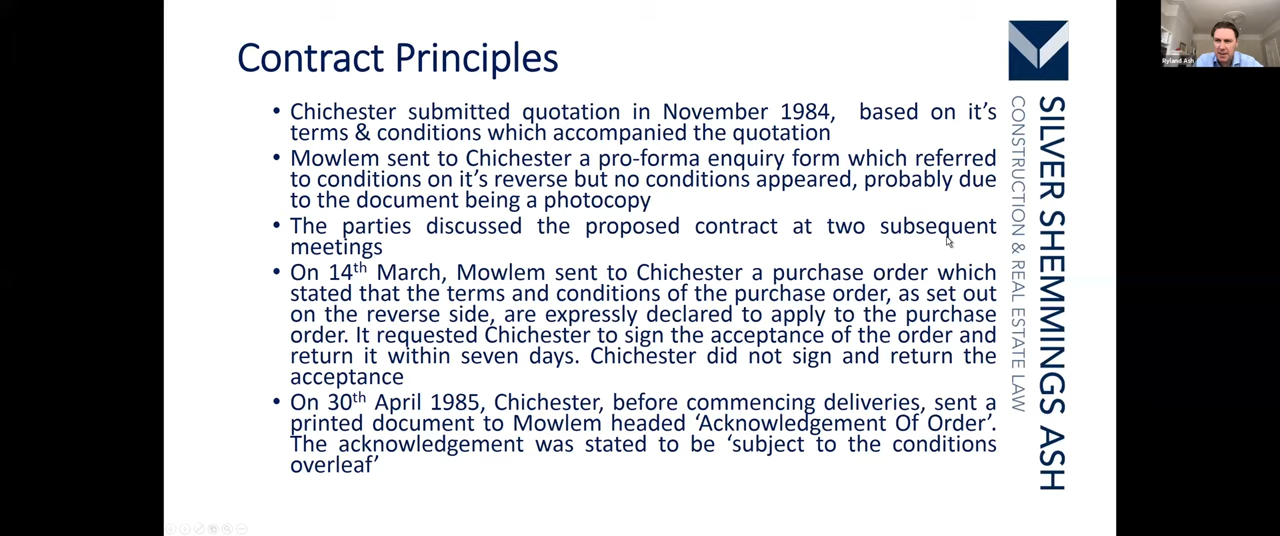 Contract Principles
• Chichester submitted quotation in November 1984, based on it's
terms & conditions which accompanied the quotation
• Mowlem sent to Chichester a pro-forma enquiry form which referred
to conditions on it's reverse but no conditions appeared, probably due
to the document being a photocopy
• The parties discussed the proposed contract at two subsequent
meetings
• On 14th March, Mowlem sent to Chichester a purchase order which
stated that the terms and conditions of the purchase order, as set out
on the reverse side, are expressly declared to apply to the purchase
order. It requested Chichester to sign the acceptance of the order and
return it within seven days. Chichester did not sign and return the
acceptance
• On 30th April 1985, Chichester, before commencing deliveries, sent a
printed document to Mowlem headed 'Acknowledgement Of Order'.
The acknowledgement was stated to be 'subject to the conditions
overleaf'
SILVER SHEMMINGS ASH
CONSTRUCTION & REAL ESTATE LAW
Ryland Ash